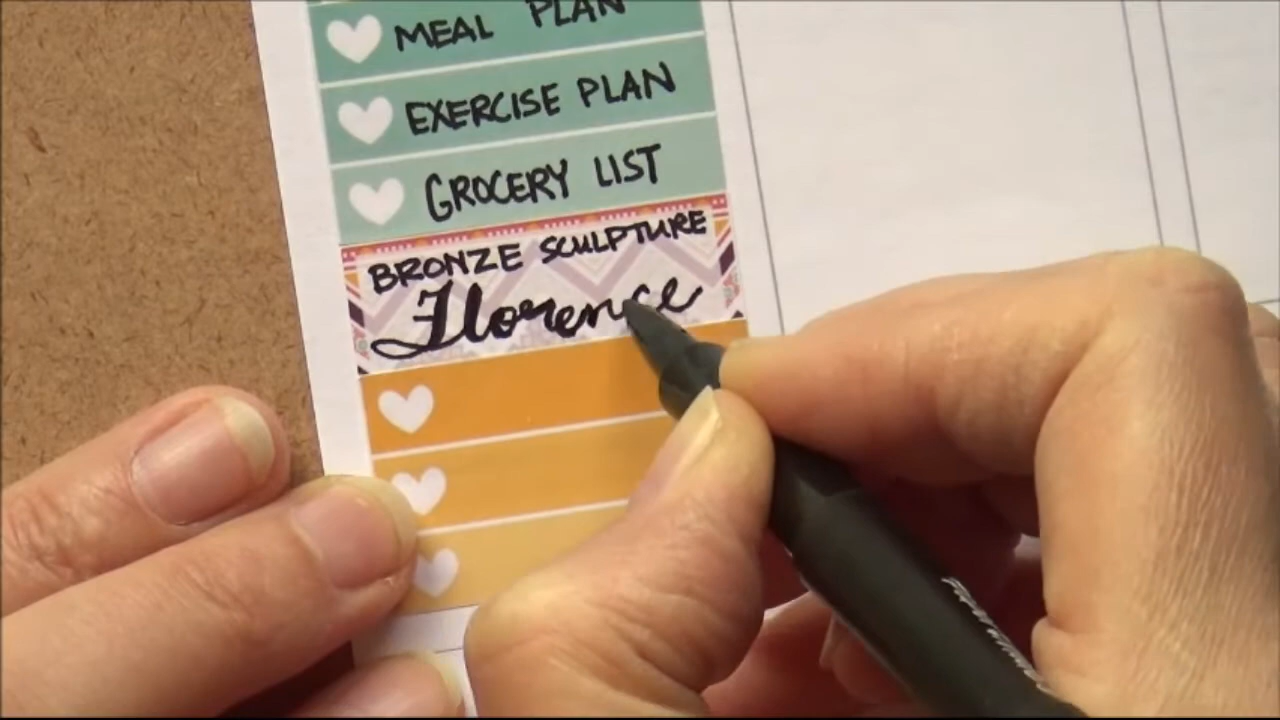 MEAL PLAN
EXERCISE PLAN
GROCERY LIST
BRONZE SCULPTURE
Florence